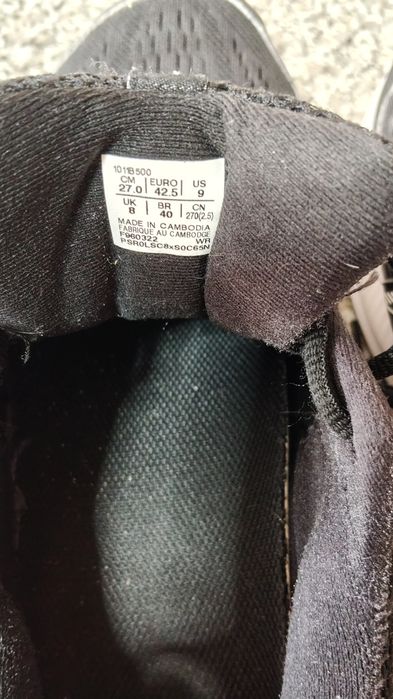 1011B500
CM EURO US
27.0 42.5 9
UK BR CN
8 40 270(2.5)
MADE IN CAMBODIA
FABRIQUE AU CAMBODGE
F960322 WR
PSR0LSC8xS0C65N